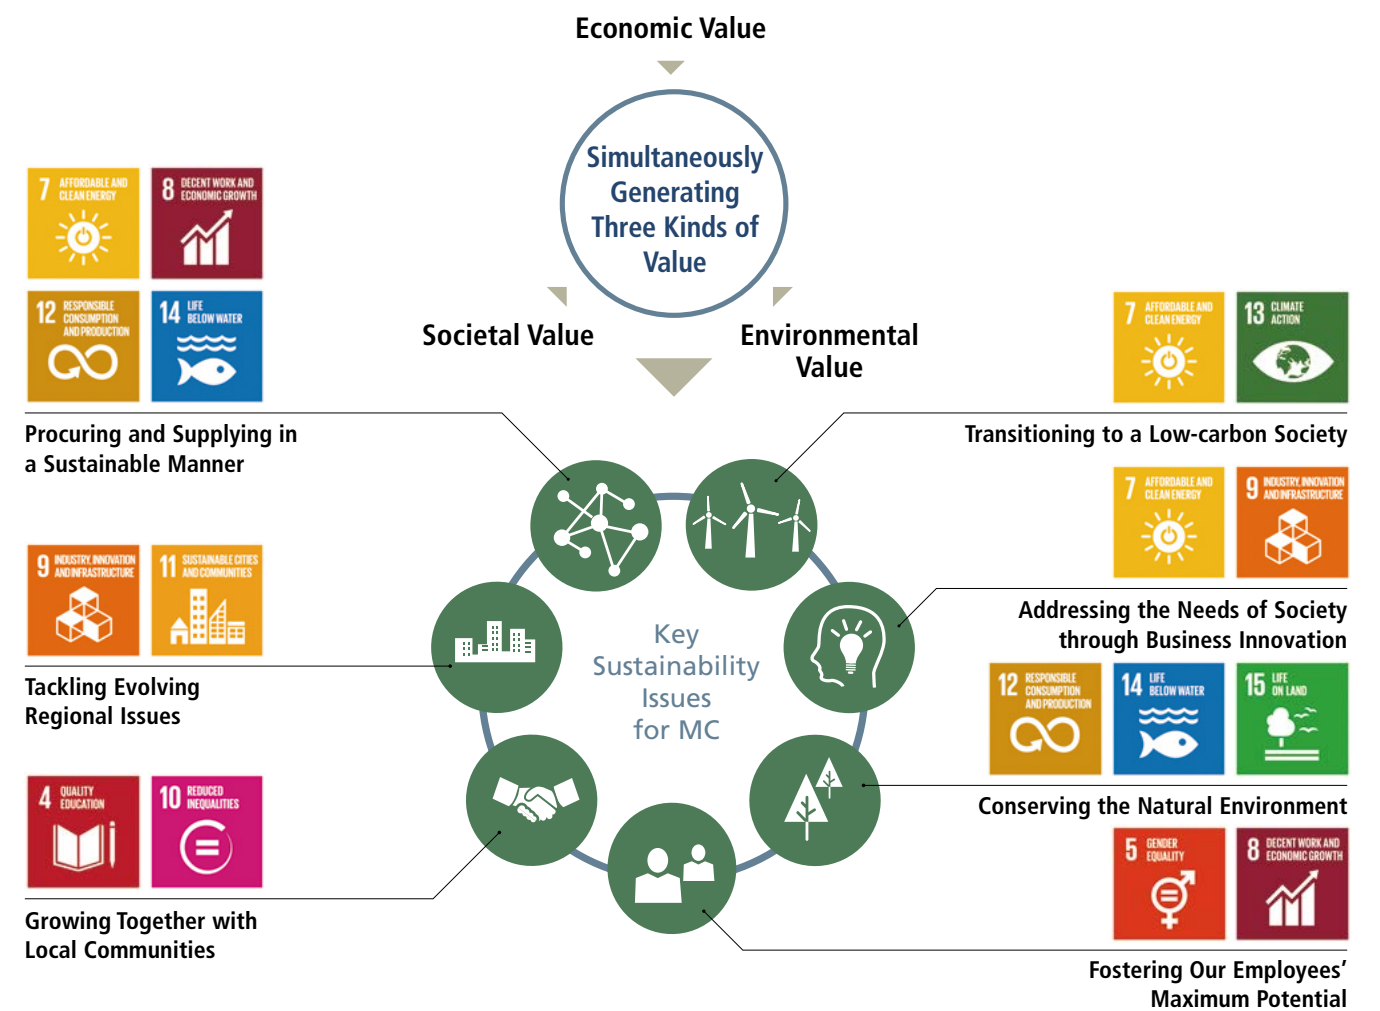 Economic Value
Simultaneously
Generating
Three Kinds of
Value
Societal Value
Environmental
Value
7 AFFORDABLE AND
CLEAN ENERGY
8 DECENT WORK AND
ECONOMIC GROWTH
12 RESPONSIBLE
CONSUMPTION
AND PRODUCTION
14 LIFE
BELOW WATER
Procuring and Supplying in
a Sustainable Manner
9 INDUSTRY, INNOVATION
AND INFRASTRUCTURE
11 SUSTAINABLE CITIES
AND COMMUNITIES
Tackling Evolving
Regional Issues
4 QUALITY
EDUCATION
10 REDUCED
INEQUALITIES
Growing Together with
Local Communities
Key
Sustainability
Issues
for MC
7 AFFORDABLE AND
CLEAN ENERGY
13 CLIMATE
ACTION
Transitioning to a Low-carbon Society
7 AFFORDABLE AND
CLEAN ENERGY
9 INDUSTRY, INNOVATION
AND INFRASTRUCTURE
Addressing the Needs of Society
through Business Innovation
12 RESPONSIBLE
CONSUMPTION
AND PRODUCTION
14 LIFE
BELOW WATER
15 LIFE
ON LAND
Conserving the Natural Environment
5 GENDER
EQUALITY
8 DECENT WORK AND
ECONOMIC GROWTH
Fostering Our Employees’
Maximum Potential